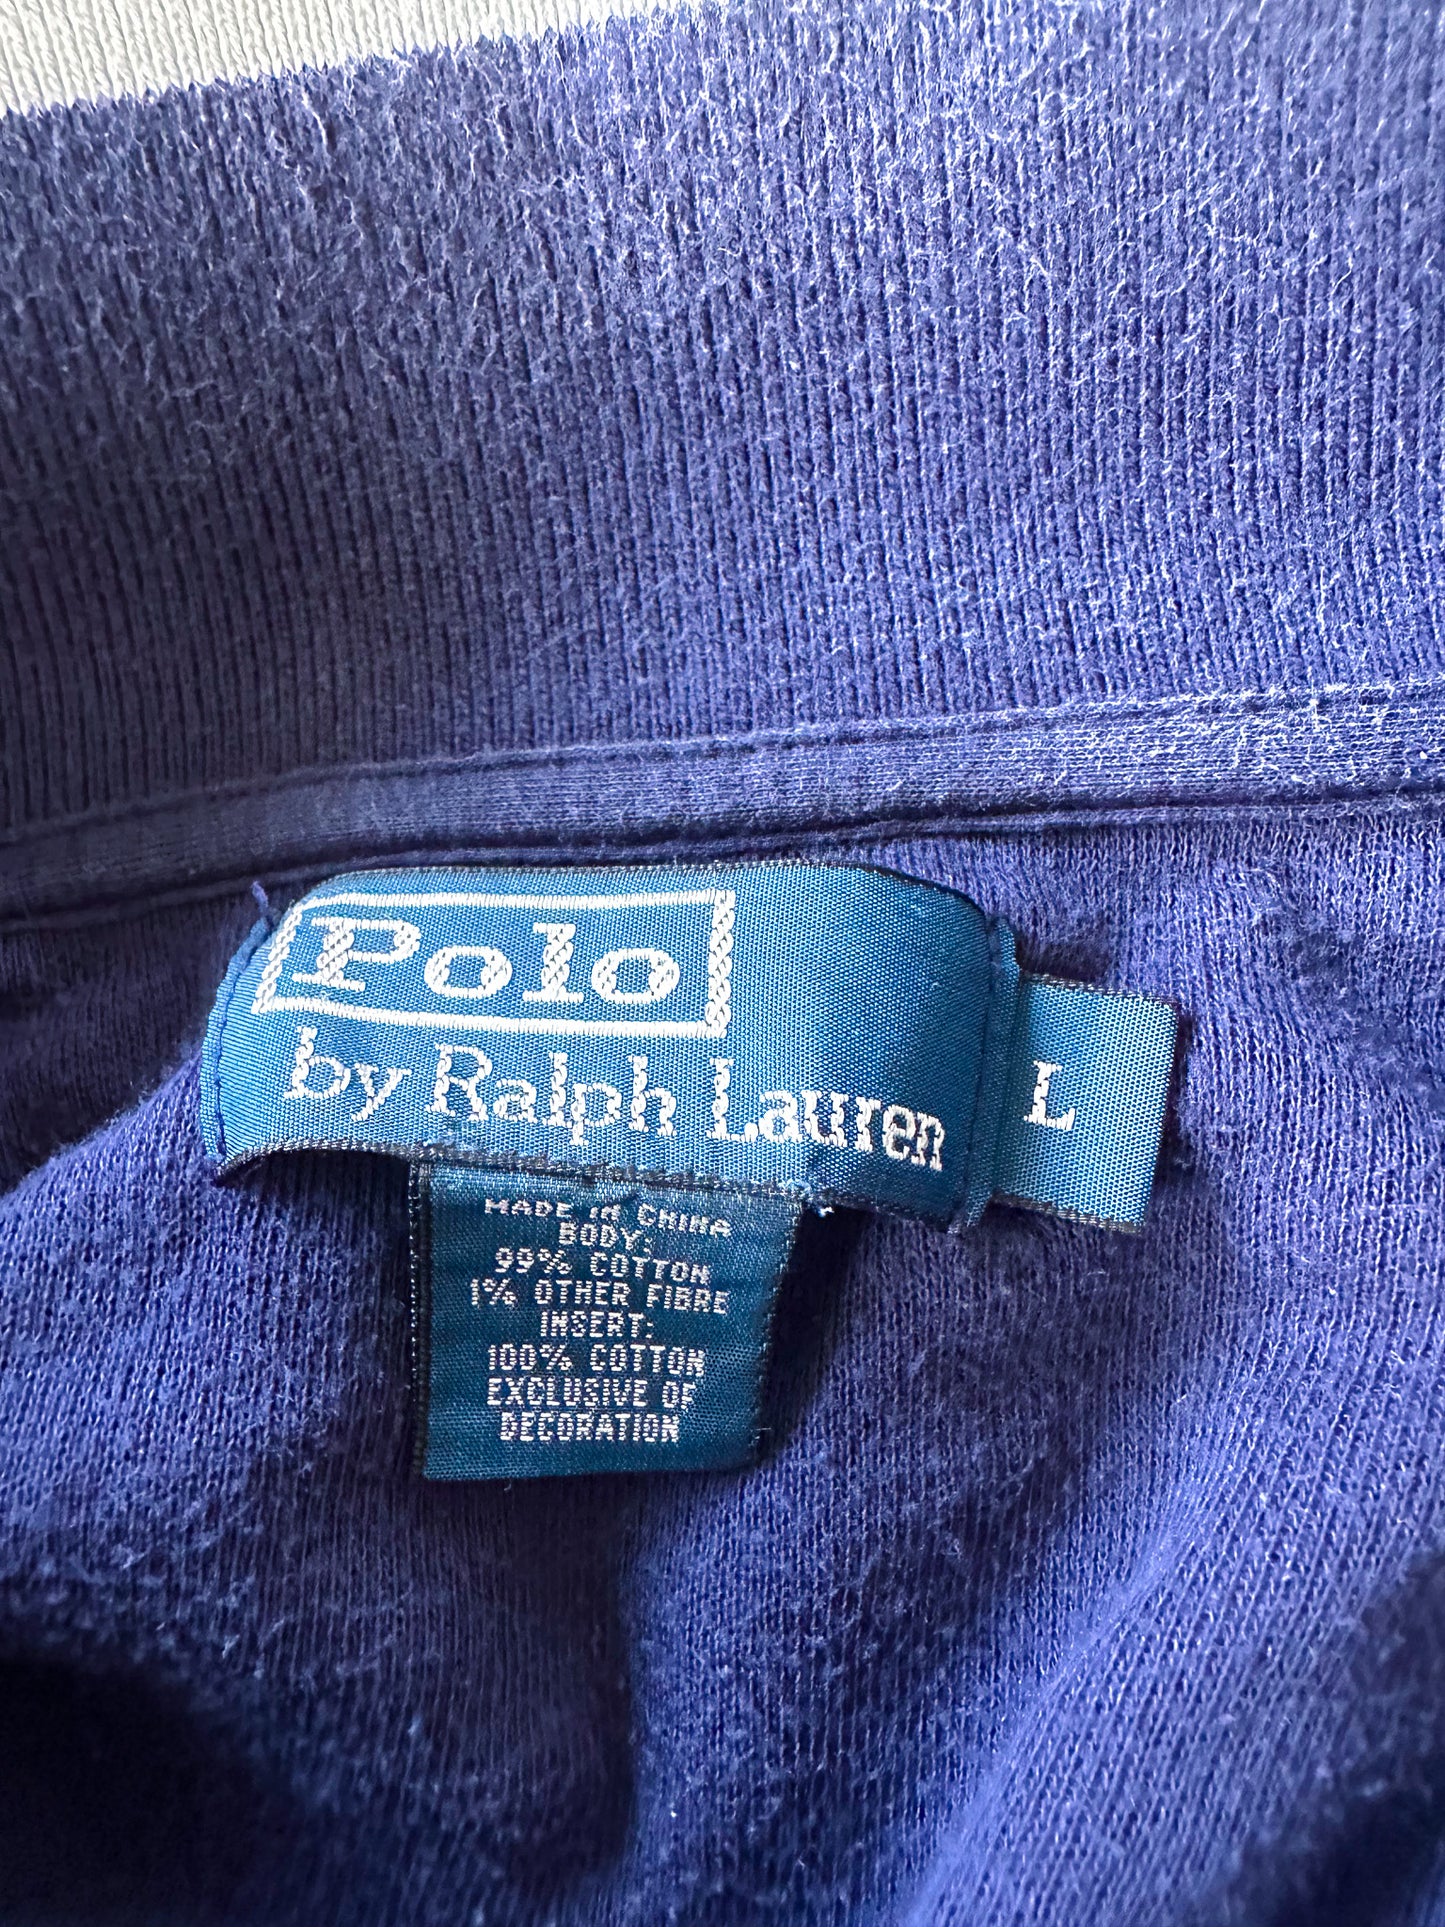 Polo
by Ralph Lauren
L
MADE IN CHINA
BODY:
99% COTTON
1% OTHER FIBRE
INSERT:
100% COTTON
EXCLUSIVE OF
DECORATION